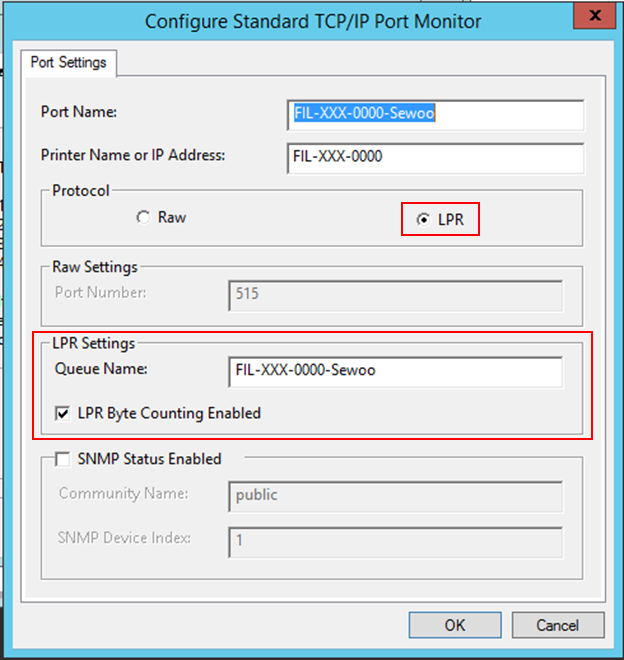 Configure Standard TCP/IP Port Monitor
x
Port Settings
Port Name:
FIL-XXX-0000-Sewoo
Printer Name or IP Address:
FIL-XXX-0000
Protocol
Raw
LPR
Raw Settings
Port Number:
515
LPR Settings
Queue Name:
FIL-XXX-0000-Sewoo
LPR Byte Counting Enabled
SNMP Status Enabled
Community Name:
public
SNMP Device Index:
1
OK
Cancel